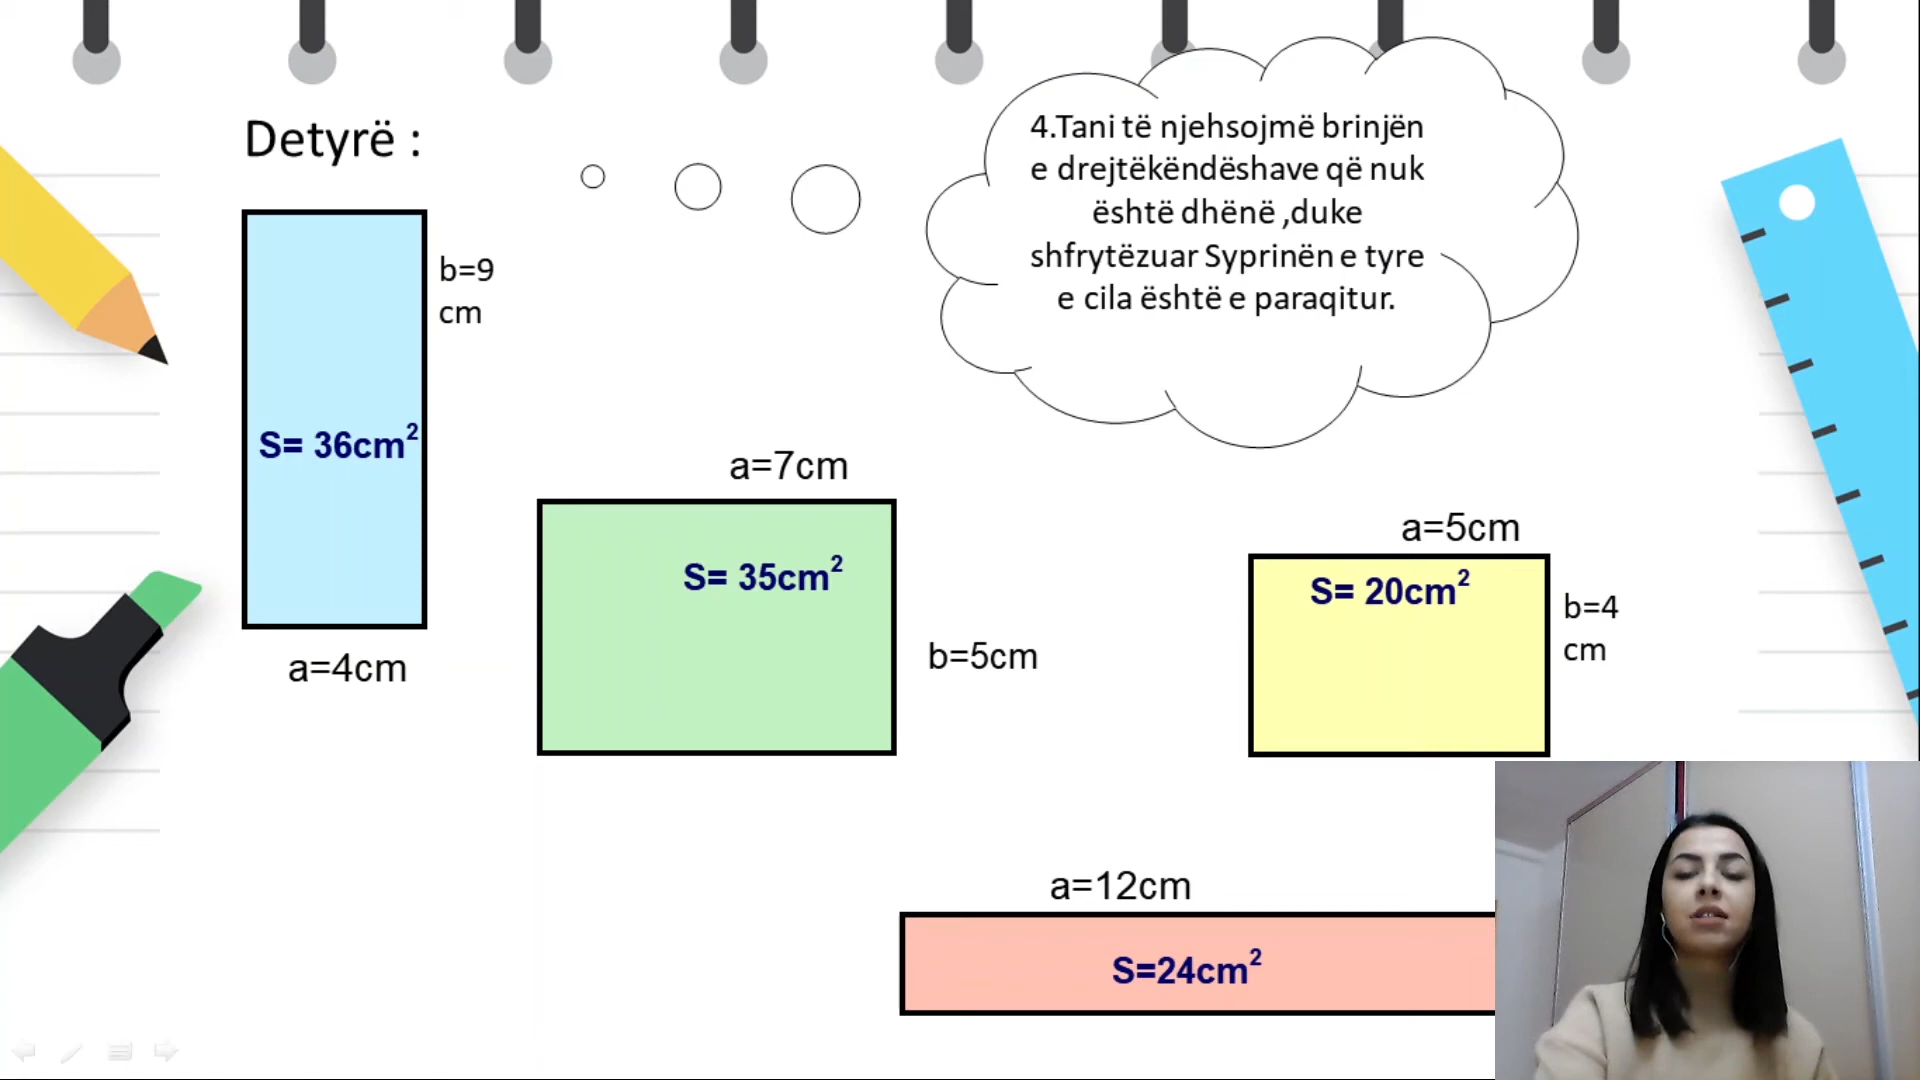 Detyrë :
4.Tani të njehsojmë brinjën
e drejtëkëndëshave që nuk
është dhënë ,duke
shfrytëzuar Syprinën e tyre
e cila është e paraqitur.
b=9
cm
S= 36cm²
a=4cm
a=7cm
S= 35cm²
b=5cm
a=5cm
S= 20cm²
b=4
cm
a=12cm
S=24cm²